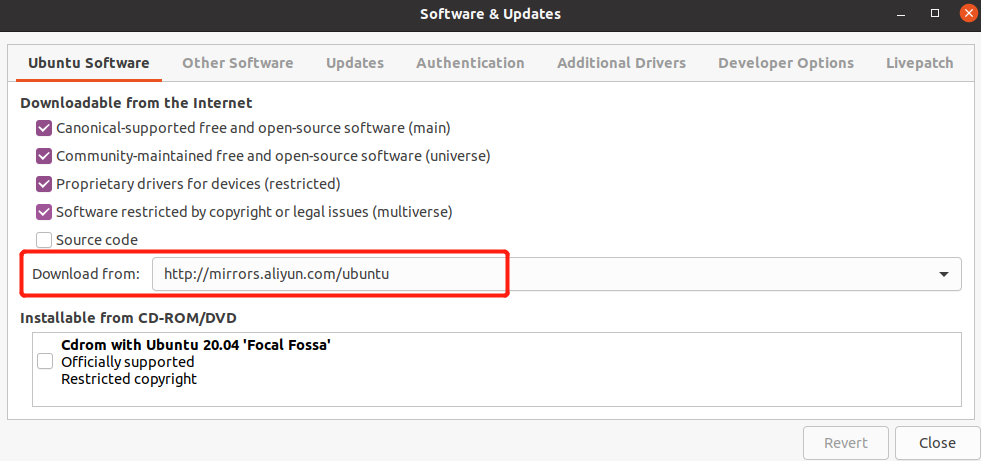 Software & Updates
Ubuntu Software Other Software Updates Authentication Additional Drivers Developer Options Livepatch
Downloadable from the Internet
Canonical-supported free and open-source software (main)
Community-maintained free and open-source software (universe)
Proprietary drivers for devices (restricted)
Software restricted by copyright or legal issues (multiverse)
Source code
Download from: http://mirrors.aliyun.com/ubuntu
Installable from CD-ROM/DVD
Cdrom with Ubuntu 20.04 'Focal Fossa'
Officially supported
Restricted copyright
Revert Close